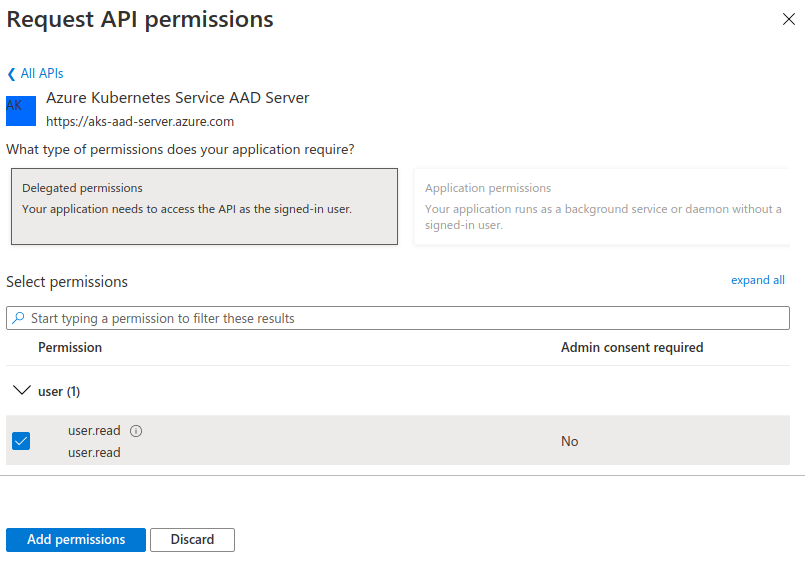 Request API permissions
All APIs
AK
Azure Kubernetes Service AAD Server
https://aks-aad-server.azure.com
What type of permissions does your application require?
Delegated permissions
Your application needs to access the API as the signed-in user.
Application permissions
Your application runs as a background service or daemon without a
signed-in user.
Select permissions
expand all
Start typing a permission to filter these results
Permission
Admin consent required
user (1)
user.read
user.read
No
Add permissions
Discard